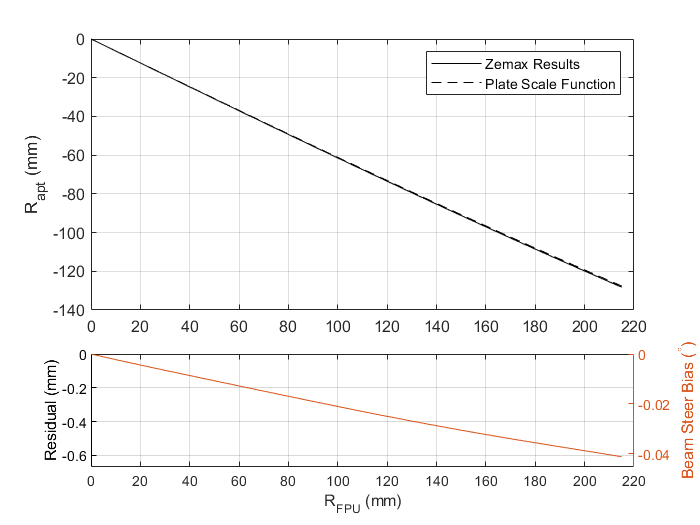 0
-20
-40
-60
-80
-100
-120
-140
R_apt (mm)
Zemax Results
Plate Scale Function
0 20 40 60 80 100 120 140 160 180 200 220
0
-0.2
-0.4
-0.6
Residual (mm)
0
-0.02
-0.04
Beam Steer Bias (°)
0 20 40 60 80 100 120 140 160 180 200 220
R_FPU (mm)